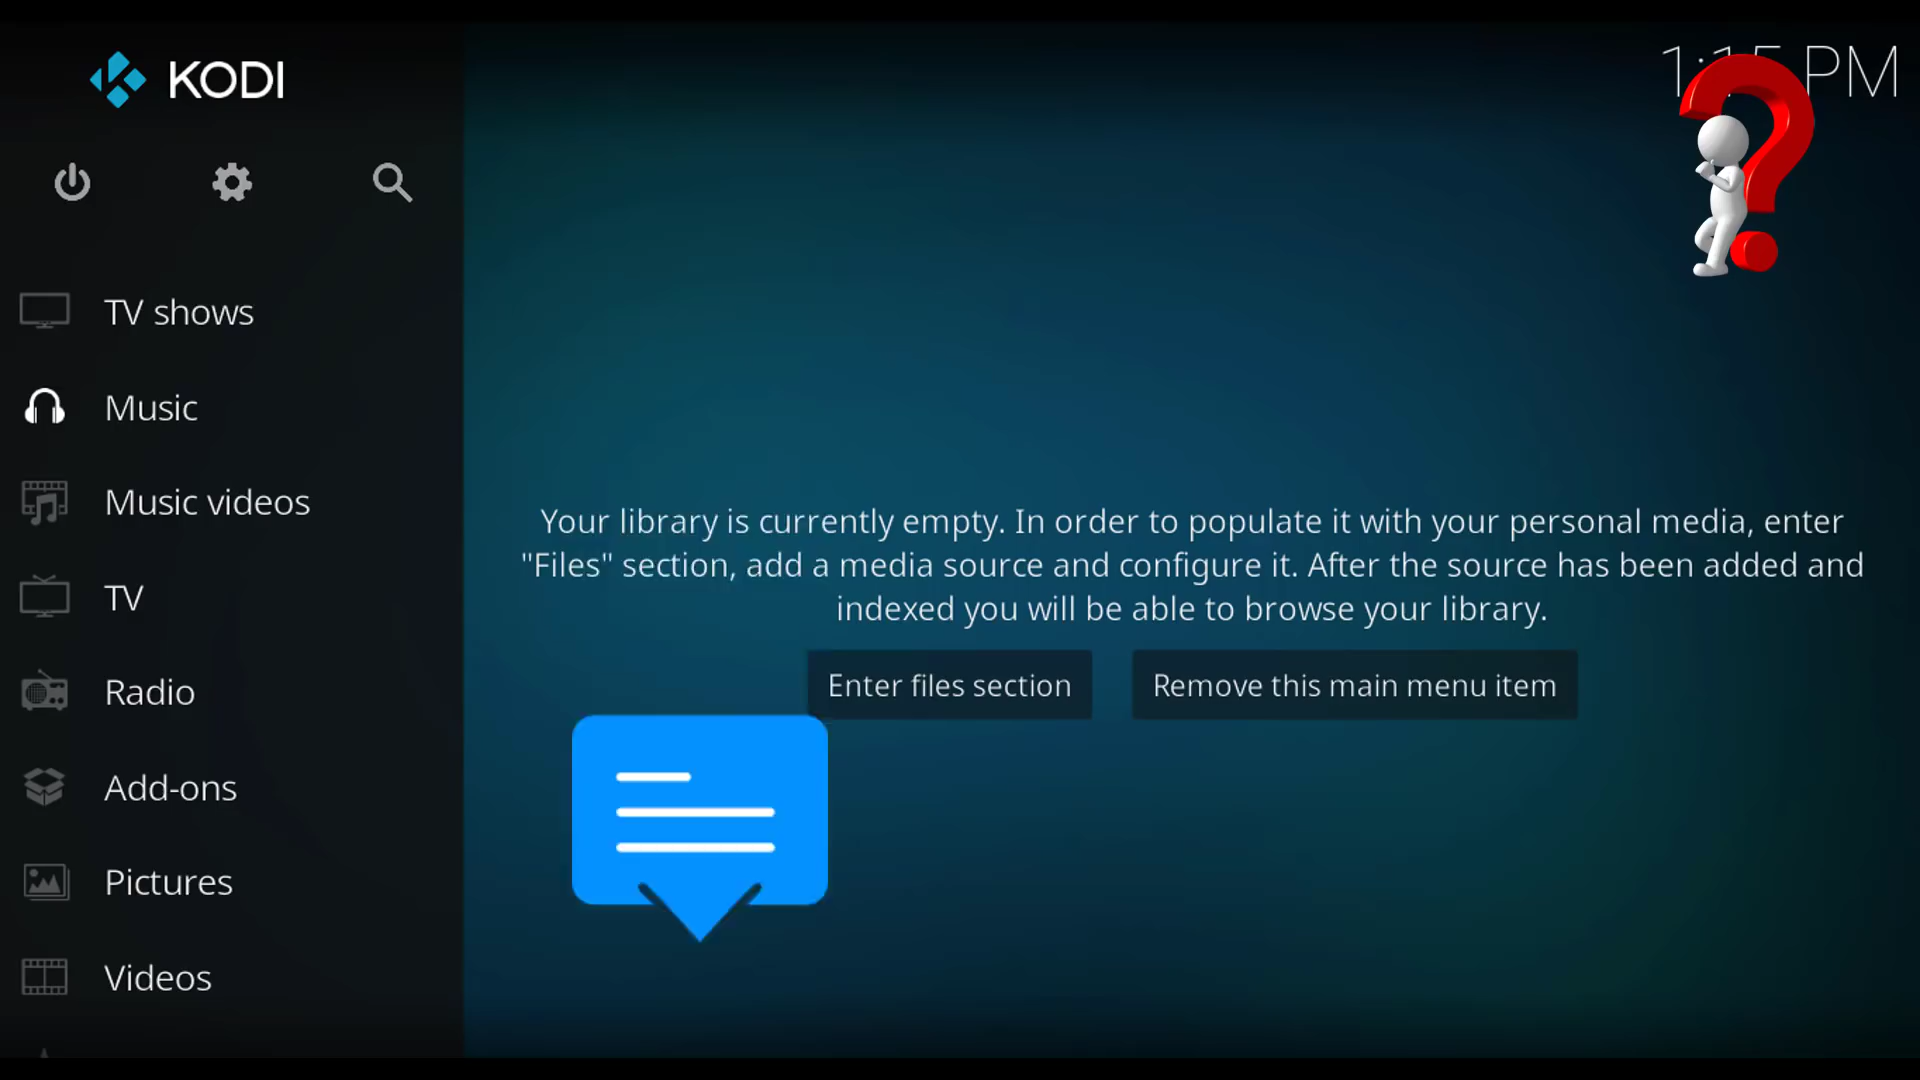 KODI
1:15 PM
TV shows
Music
Music videos
TV
Radio
Add-ons
Pictures
Videos
Your library is currently empty. In order to populate it with your personal media, enter
"Files" section, add a media source and configure it. After the source has been added and
indexed you will be able to browse your library.
Enter files section
Remove this main menu item